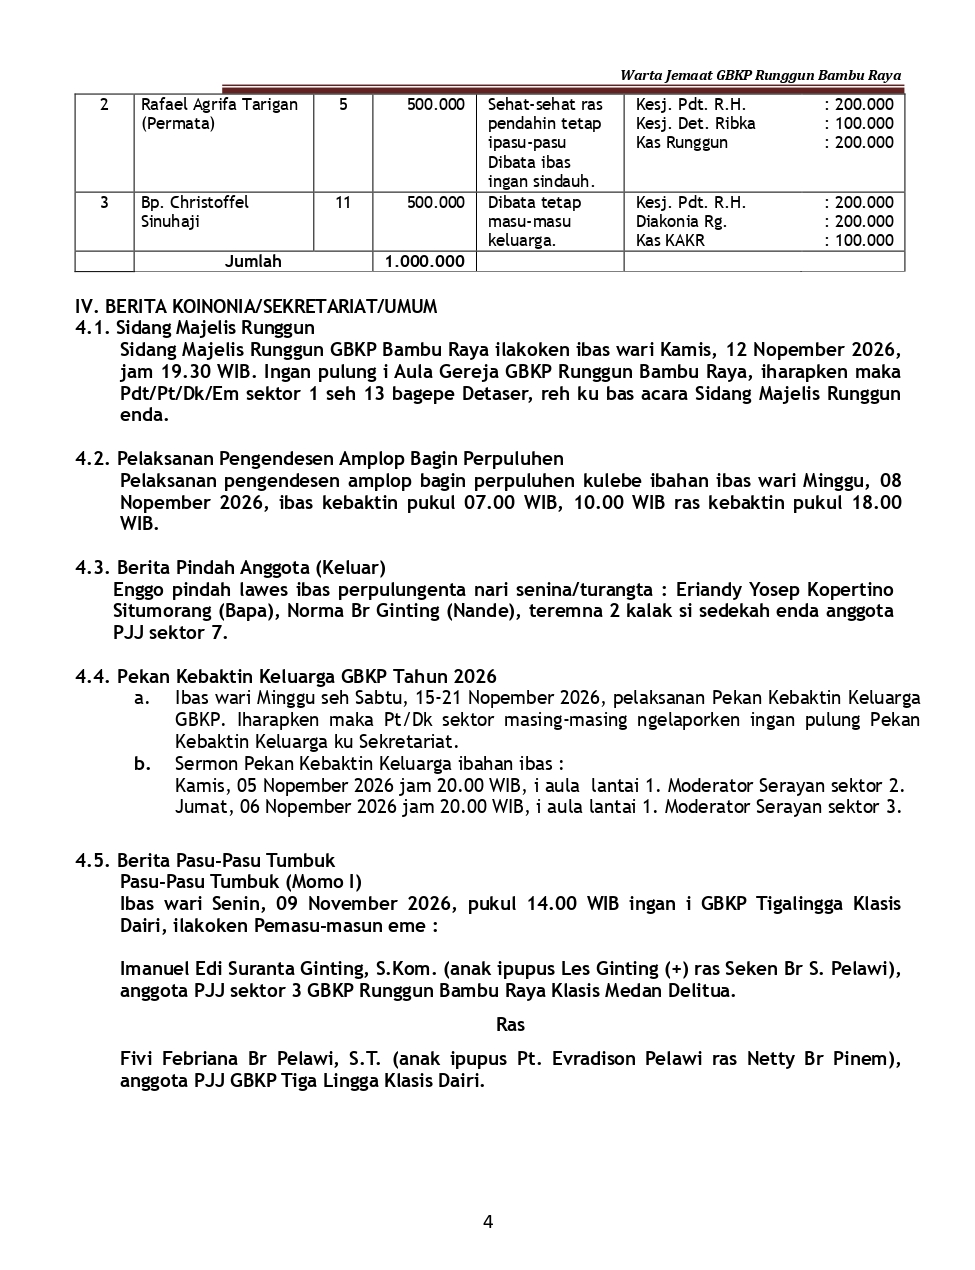 Warta Jemaat GBKP Runggun Bambu Raya
2 Rafael Agrifa Tarigan 5 500.000 Sehat-sehat ras Kesj. Pdt. R.H. : 200.000
(Permata) pendahin tetap Kesj. Det. Ribka : 100.000
ipasu-pasu Kas Runggun : 200.000
Dibata ibas
ingan sindauh.
3 Bp. Christoffel 11 500.000 Dibata tetap Kesj. Pdt. R.H. : 200.000
Sinuhaji masu-masu Diakonia Rg. : 200.000
keluarga. Kas KAKR : 100.000
Jumlah 1.000.000
IV. BERITA KOINONIA/SEKRETARIAT/UMUM
4.1. Sidang Majelis Runggun
Sidang Majelis Runggun GBKP Bambu Raya ilakoken ibas wari Kamis, 12 Nopember 2026,
jam 19.30 WIB. Ingan pulung i Aula Gereja GBKP Runggun Bambu Raya, iharapken maka
Pdt/Pt/Dk/Em sektor 1 seh 13 bagepe Detaser, reh ku bas acara Sidang Majelis Runggun
enda.
4.2. Pelaksanan Pengendesen Amplop Bagin Perpuluhen
Pelaksanan pengendesen amplop bagin perpuluhen kulebe ibahan ibas wari Minggu, 08
Nopember 2026, ibas kebaktin pukul 07.00 WIB, 10.00 WIB ras kebaktin pukul 18.00
WIB.
4.3. Berita Pindah Anggota (Keluar)
Enggo pindah lawes ibas perpulungenta nari senina/turangta : Eriandy Yosep Kopertino
Situmorang (Bapa), Norma Br Ginting (Nande), teremna 2 kalak si sedekah enda anggota
PJJ sektor 7.
4.4. Pekan Kebaktin Keluarga GBKP Tahun 2026
a. Ibas wari Minggu seh Sabtu, 15-21 Nopember 2026, pelaksanan Pekan Kebaktin Keluarga
GBKP. Iharapken maka Pt/Dk sektor masing-masing ngelaporken ingan pulung Pekan
Kebaktin Keluarga ku Sekretariat.
b. Sermon Pekan Kebaktin Keluarga ibahan ibas :
Kamis, 05 Nopember 2026 jam 20.00 WIB, i aula lantai 1. Moderator Serayan sektor 2.
Jumat, 06 Nopember 2026 jam 20.00 WIB, i aula lantai 1. Moderator Serayan sektor 3.
4.5. Berita Pasu-Pasu Tumbuk
Pasu-Pasu Tumbuk (Momo I)
Ibas wari Senin, 09 November 2026, pukul 14.00 WIB ingan i GBKP Tigalingga Klasis
Dairi, ilakoken Pemasu-masun eme :
Imanuel Edi Suranta Ginting, S.Kom. (anak ipupus Les Ginting (+) ras Seken Br S. Pelawi),
anggota PJJ sektor 3 GBKP Runggun Bambu Raya Klasis Medan Delitua.
Ras
Fivi Febriana Br Pelawi, S.T. (anak ipupus Pt. Evradison Pelawi ras Netty Br Pinem),
anggota PJJ GBKP Tiga Lingga Klasis Dairi.
4